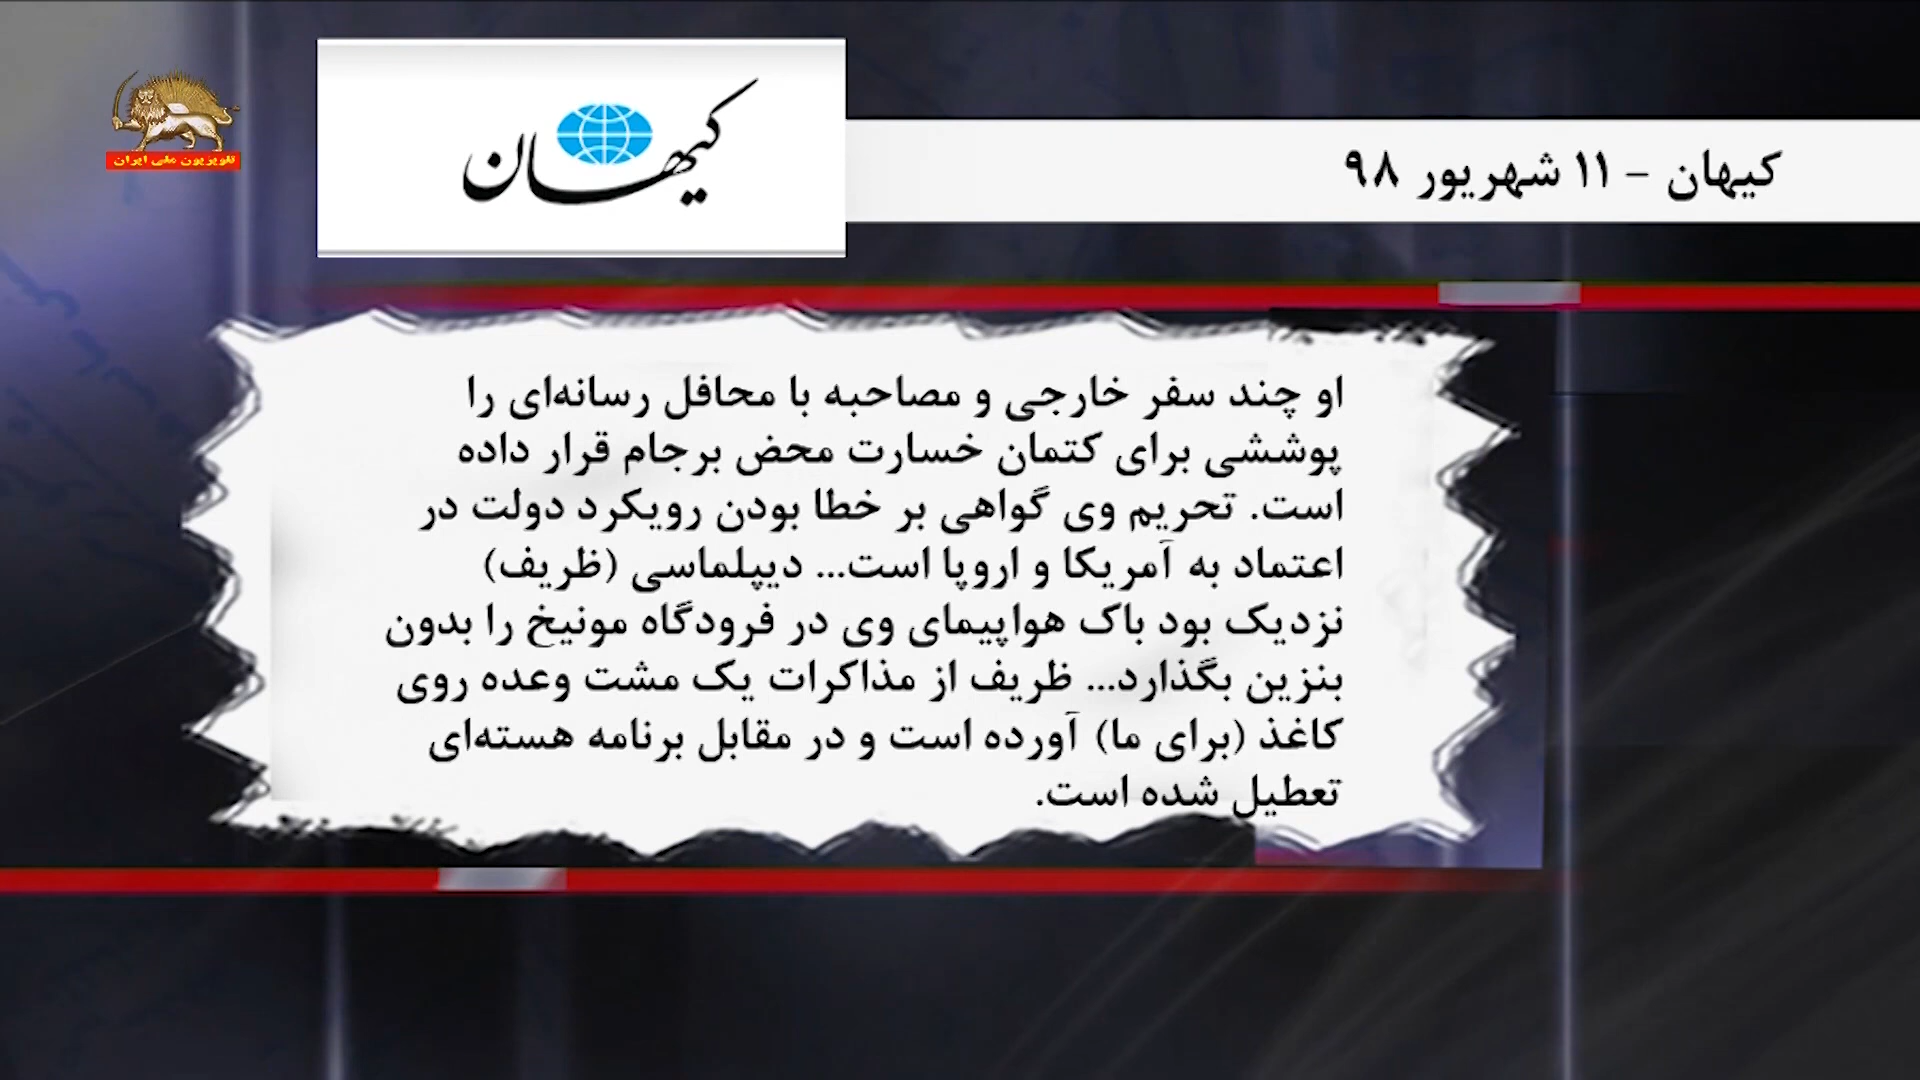 تلویزیون ملی ایران
کیهان
کیهان – ۱۱ شهریور ۹۸
او چند سفر خارجی و مصاحبه با محافل رسانه‌ای را
پوششی برای کتمان خسارت محض برجام قرار داده
است. تحریم وی گواهی بر خطا بودن رویکرد دولت در
اعتماد به آمریکا و اروپا است... دیپلماسی (ظریف)
نزدیک بود باک هواپیمای وی در فرودگاه مونیخ را بدون
بنزین بگذارد... ظریف از مذاکرات یک مشت وعده روی
کاغذ (برای ما) آورده است و در مقابل برنامه هسته‌ای
تعطیل شده است.